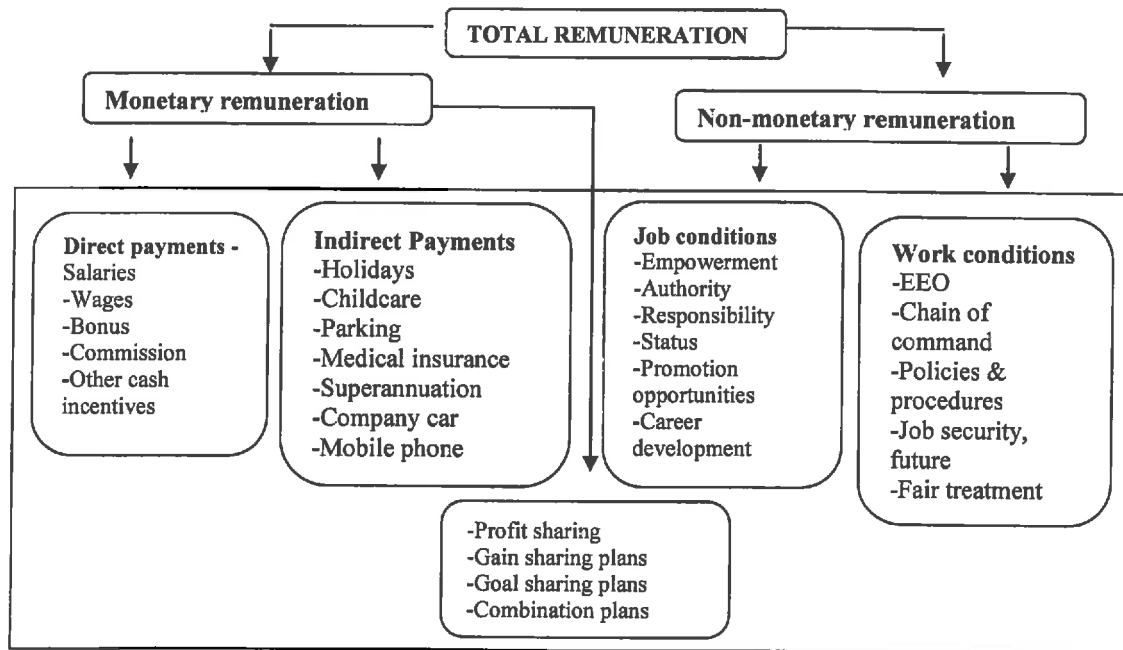 TOTAL REMUNERATION
Monetary remuneration
Non-monetary remuneration
Direct payments -
Salaries
-Wages
-Bonus
-Commission
-Other cash
incentives
Indirect Payments
-Holidays
-Childcare
-Parking
-Medical insurance
-Superannuation
-Company car
-Mobile phone
Job conditions
-Empowerment
-Authority
-Responsibility
-Status
-Promotion
opportunities
-Career
development
Work conditions
-EEO
-Chain of
command
-Policies &
procedures
-Job security,
future
-Fair treatment
-Profit sharing
-Gain sharing plans
-Goal sharing plans
-Combination plans